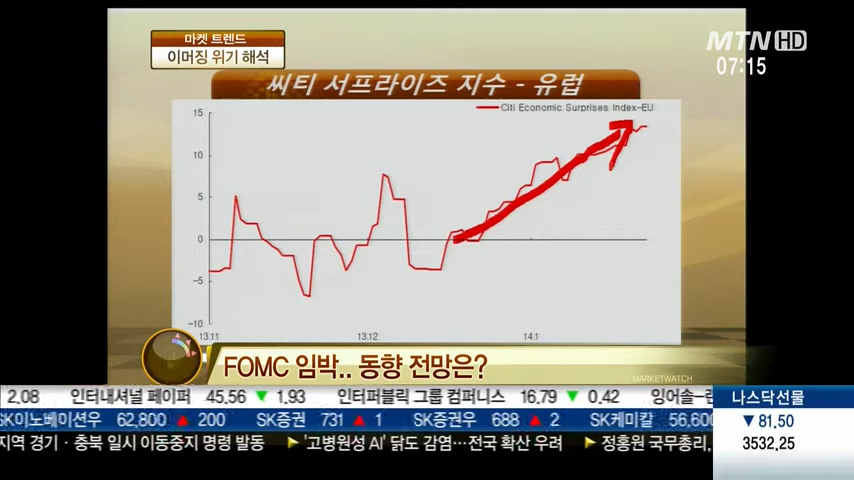 마켓 트렌드
이머징 위기 해석
MTN HD
07:15
씨티 서프라이즈 지수 - 유럽
Citi Economic Surprises Index-EU
15
10
5
0
-5
-10
13.11
13.12
14.1
FOMC 임박.. 동향 전망은?
MARKETWATCH
2.08 인터내셔널 페이퍼 45.56 ▼ 1.93 인터퍼블릭 그룹 컴퍼니스 16.79 ▼ 0.42 잉어솔-
나스닥선물
SK이노베이션우 62,800 ▲ 200 SK증권 731 ▲ 1 SK증권우 688 ▲ 2 SK케미칼 56,600
▼ 81.50
지역 경기·충북 일시 이동중지 명령 발동 ▶ '고병원성 AI' 닭도 감염…전국 확산 우려 ▶ 정홍원 국무총리,
3532.25